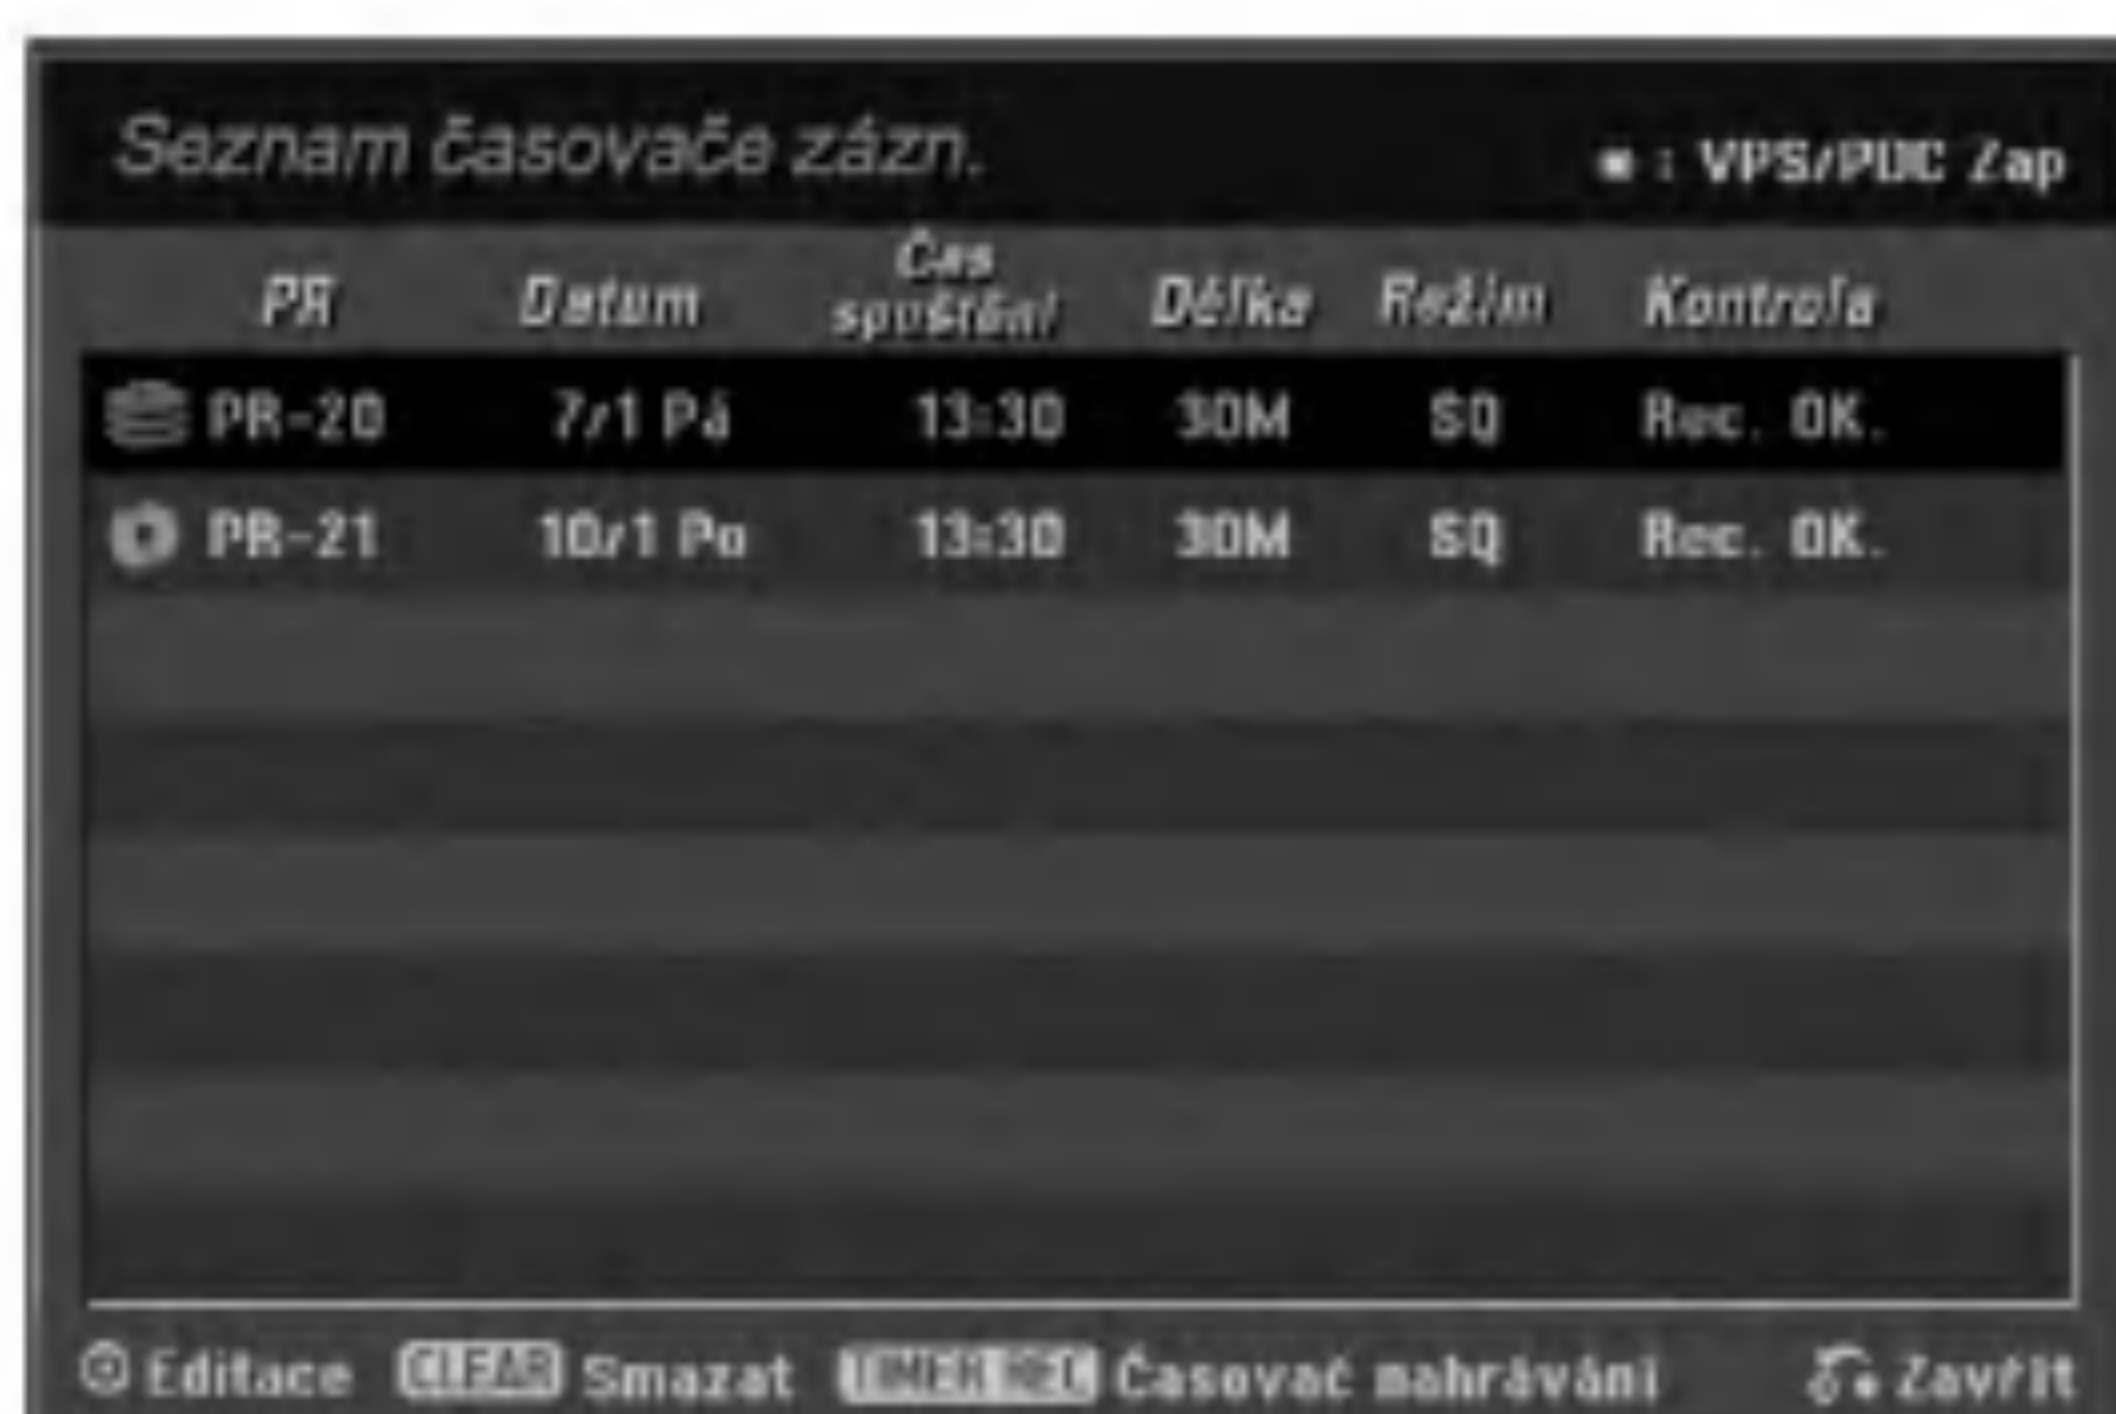 Seznam časovače zázn.
■ : VPS/PDC Zap
PR Datum Čas spuštění Délka Režim Kontrola
PR-20 7/1 Pá 13:30 30M SQ Rec. OK.
PR-21 10/1 Po 13:30 30M SQ Rec. OK.
Editace CLEAR Smazat TIMER REC Časovač nahrávání Zavřít